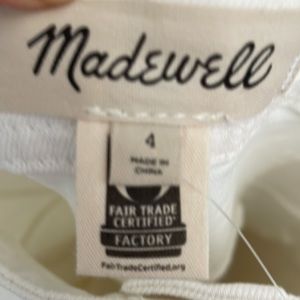 Madewell
4
MADE IN
CHINA
FAIR TRADE
CERTIFIED
FACTORY
FairTradeCertified.org